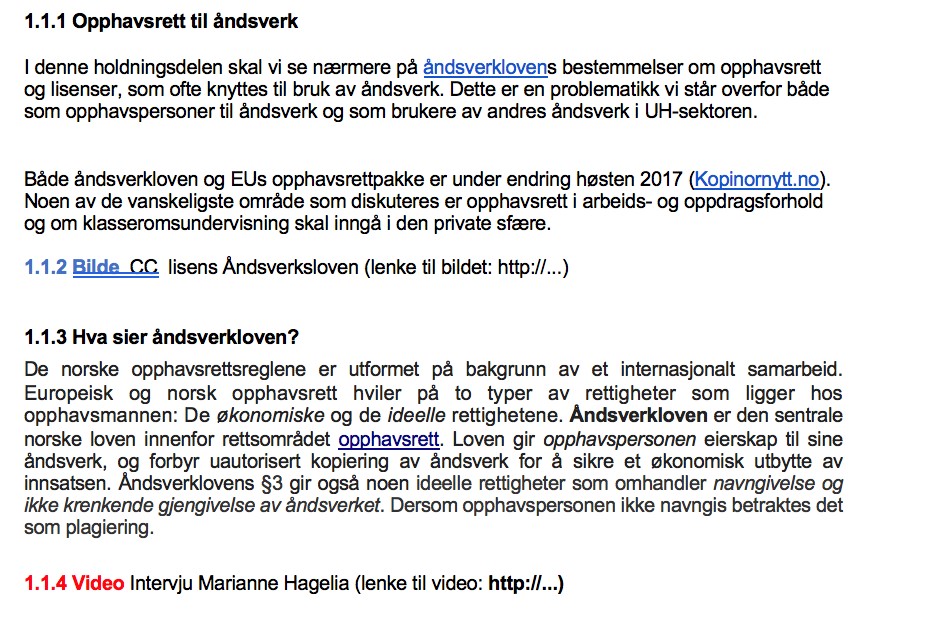 1.1.1 Opphavsrett til åndsverk
I denne holdningsdelen skal vi se nærmere på åndsverklovens bestemmelser om opphavsrett
og lisenser, som ofte knyttes til bruk av åndsverk. Dette er en problematikk vi står overfor både
som opphavspersoner til åndsverk og som brukere av andres åndsverk i UH-sektoren.
Både åndsverkloven og EUs opphavsrettpakke er under endring høsten 2017 (Kopinornytt.no).
Noen av de vanskeligste område som diskuteres er opphavsrett i arbeids- og oppdragsforhold
og om klasseromsundervisning skal inngå i den private sfære.
1.1.2 Bilde CC lisens Åndsverksloven (lenke til bildet: http://...)
1.1.3 Hva sier åndsverkloven?
De norske opphavsrettsreglene er utformet på bakgrunn av et internasjonalt samarbeid.
Europeisk og norsk opphavsrett hviler på to typer av rettigheter som ligger hos
opphavsmannen: De økonomiske og de ideelle rettighetene. Åndsverkloven er den sentrale
norske loven innenfor rettsområdet opphavsrett. Loven gir opphavspersonen eierskap til sine
åndsverk, og forbyr uautorisert kopiering av åndsverk for å sikre et økonomisk utbytte av
innsatsen. Åndsverklovens §3 gir også noen ideelle rettigheter som omhandler navngivelse og
ikke krenkende gjengivelse av åndsverket. Dersom opphavspersonen ikke navngis betraktes det
som plagiering.
1.1.4 Video Intervju Marianne Hagelia (lenke til video: http://...)